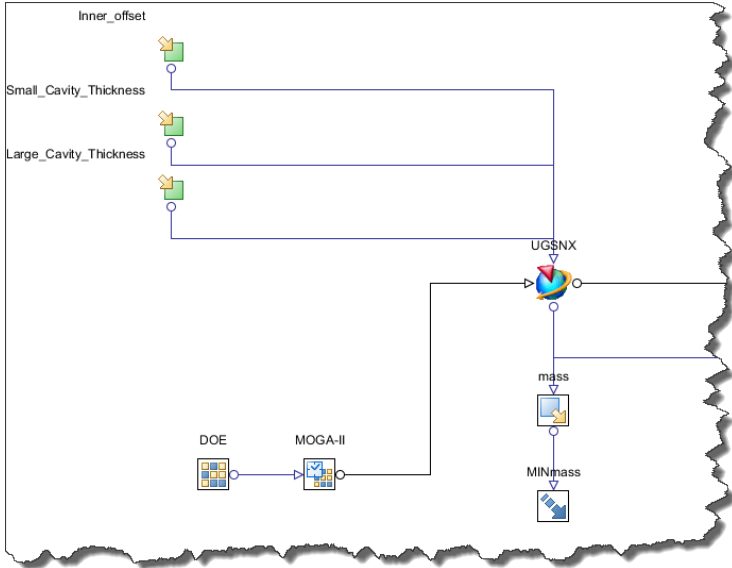 Inner_offset
Small_Cavity_Thickness
Large_Cavity_Thickness
UGSNX
mass
DOE
MOGA-II
MINmass